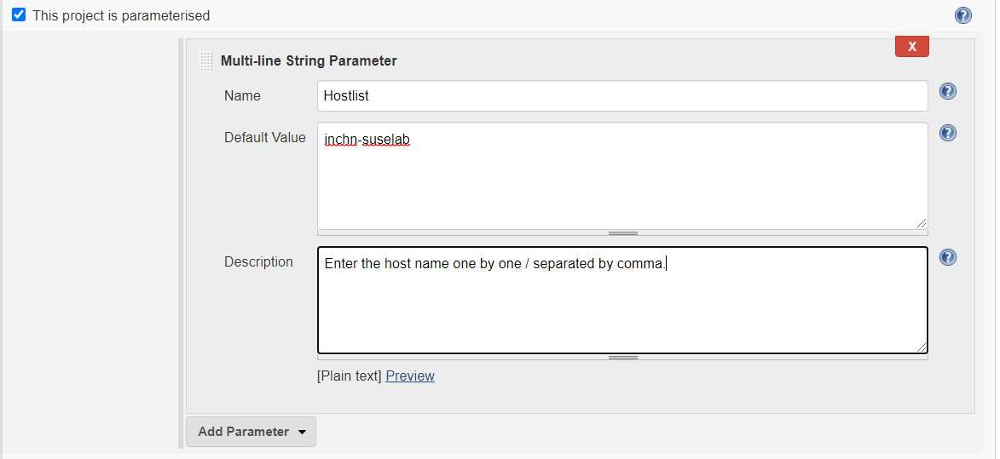 This project is parameterised
X
Multi-line String Parameter
Name Hostlist
Default Value inchn-suselab
Description Enter the host name one by one / separated by comma.
[Plain text] Preview
Add Parameter